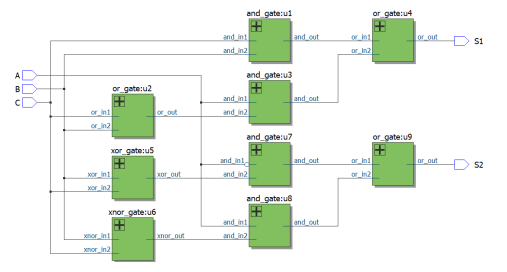 and_gate:u1
or_gate:u4
and_in1 and_out or_in1 or_out S1
and_in2 or_in2
A
B
C
or_gate:u2
and_gate:u3
or_in1 or_out
or_in2
and_in1 and_out
and_in2
xor_gate:u5
and_gate:u7
or_gate:u9
and_in1 and_out or_in1 or_out S2
xor_in1 xor_out and_in2 or_in2
xor_in2
xnor_gate:u6
and_gate:u8
and_in1 and_out
xnor_in1 xnor_out and_in2
xnor_in2